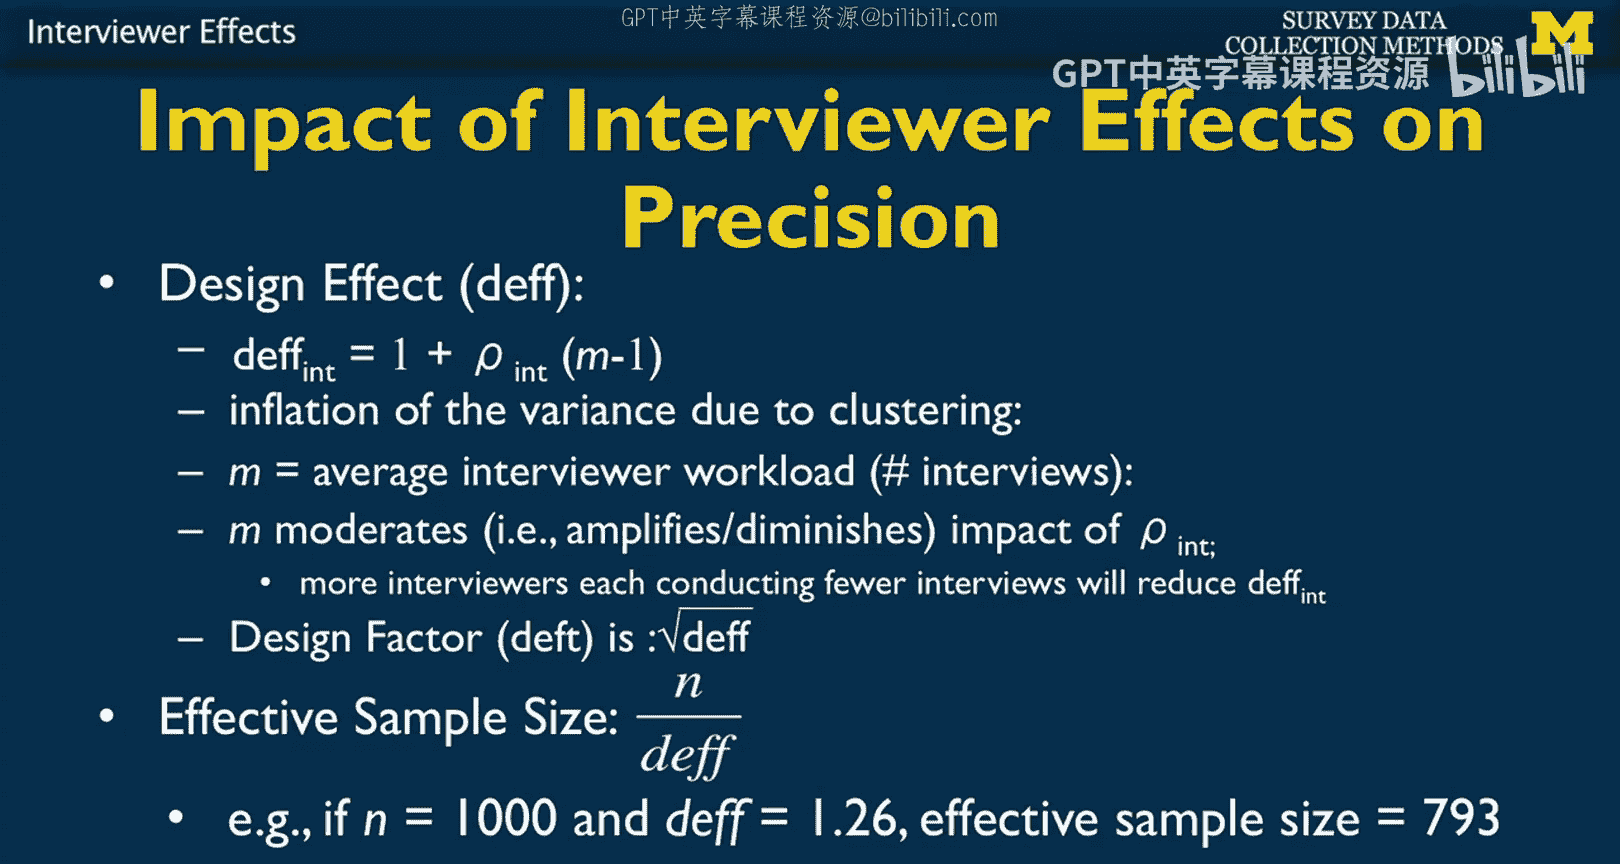 Interviewer Effects
GPT中英字幕课程资源@bilibili.com
SURVEY DATA
COLLECTION METHODS
M
GPT中英字幕课程资源 bilibili
Impact of Interviewer Effects on
Precision
• Design Effect (deff):
– deff int = 1 + ρ int (m-1)
– inflation of the variance due to clustering:
– m = average interviewer workload (# interviews):
– m moderates (i.e., amplifies/diminishes) impact of ρ int;
• more interviewers each conducting fewer interviews will reduce deff int
– Design Factor (deft) is :√deff
• Effective Sample Size: n / deff
• e.g., if n = 1000 and deff = 1.26, effective sample size = 793